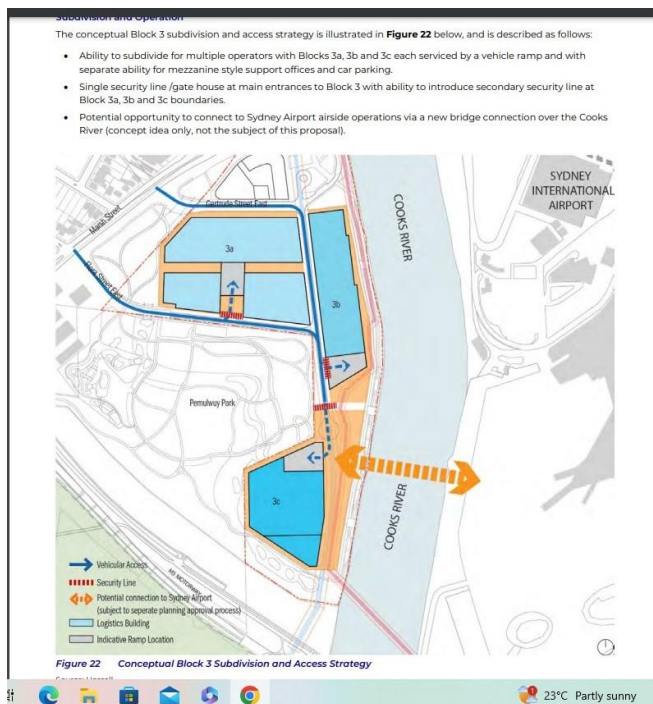 Subdivision and Operation
The conceptual Block 3 subdivision and access strategy is illustrated in Figure 22 below, and is described as follows:
• Ability to subdivide for multiple operators with Blocks 3a, 3b and 3c each serviced by a vehicle ramp and with
separate ability for mezzanine style support offices and car parking.
• Single security line /gate house at main entrances to Block 3 with ability to introduce secondary security line at
Block 3a, 3b and 3c boundaries.
• Potential opportunity to connect to Sydney Airport airside operations via a new bridge connection over the Cooks
River (concept idea only, not the subject of this proposal).
SYDNEY
INTERNATIONAL
AIRPORT
COOKS RIVER
Marsh Street
Gertrude Street East
3a
Flora Street East
3b
Pemulwuy Park
3c
COOKS RIVER
M5 MOTORWAY
Vehicular Access
Security Line
Potential connection to Sydney Airport
(subject to seperate planning approval process)
Logistics Building
Indicative Ramp Location
Figure 22 Conceptual Block 3 Subdivision and Access Strategy
23°C Partly sunny